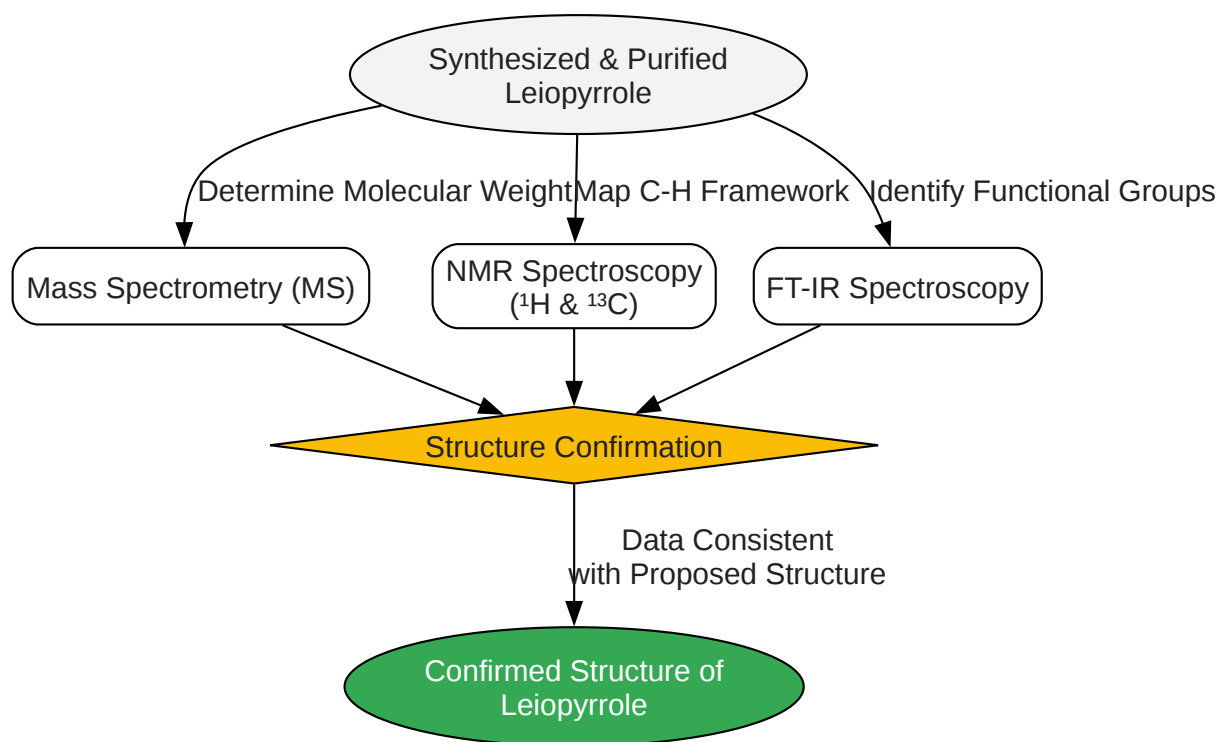 Synthesized & Purified
Leiopyrrole
Determine Molecular Weight
Map C-H Framework
Identify Functional Groups
Mass Spectrometry (MS)
NMR Spectroscopy
(¹H & ¹³C)
FT-IR Spectroscopy
Structure Confirmation
Data Consistent
with Proposed Structure
Confirmed Structure of
Leiopyrrole